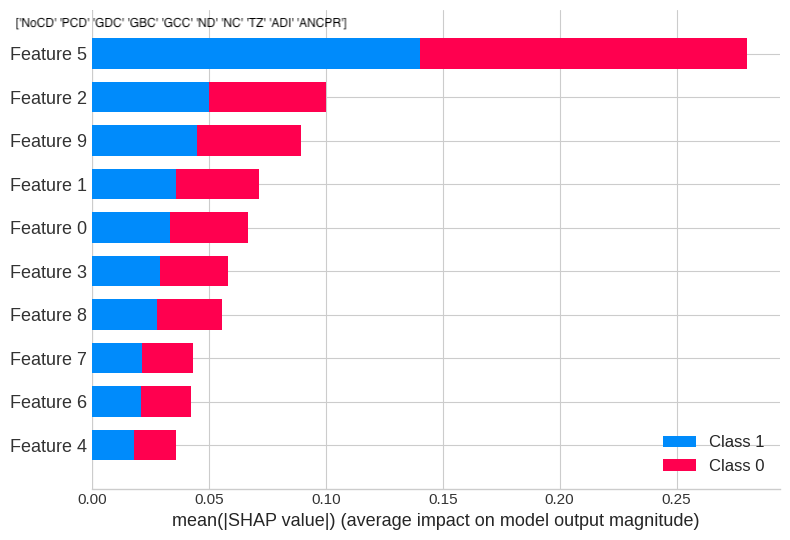 ['NoCD' 'PCD' 'GDC' 'GBC' 'GCC' 'ND' 'NC' 'TZ' 'ADI' 'ANCPR']
Feature 5
Feature 2
Feature 9
Feature 1
Feature 0
Feature 3
Feature 8
Feature 7
Feature 6
Feature 4
Class 1
Class 0
0.00 0.05 0.10 0.15 0.20 0.25
mean(|SHAP value|) (average impact on model output magnitude)